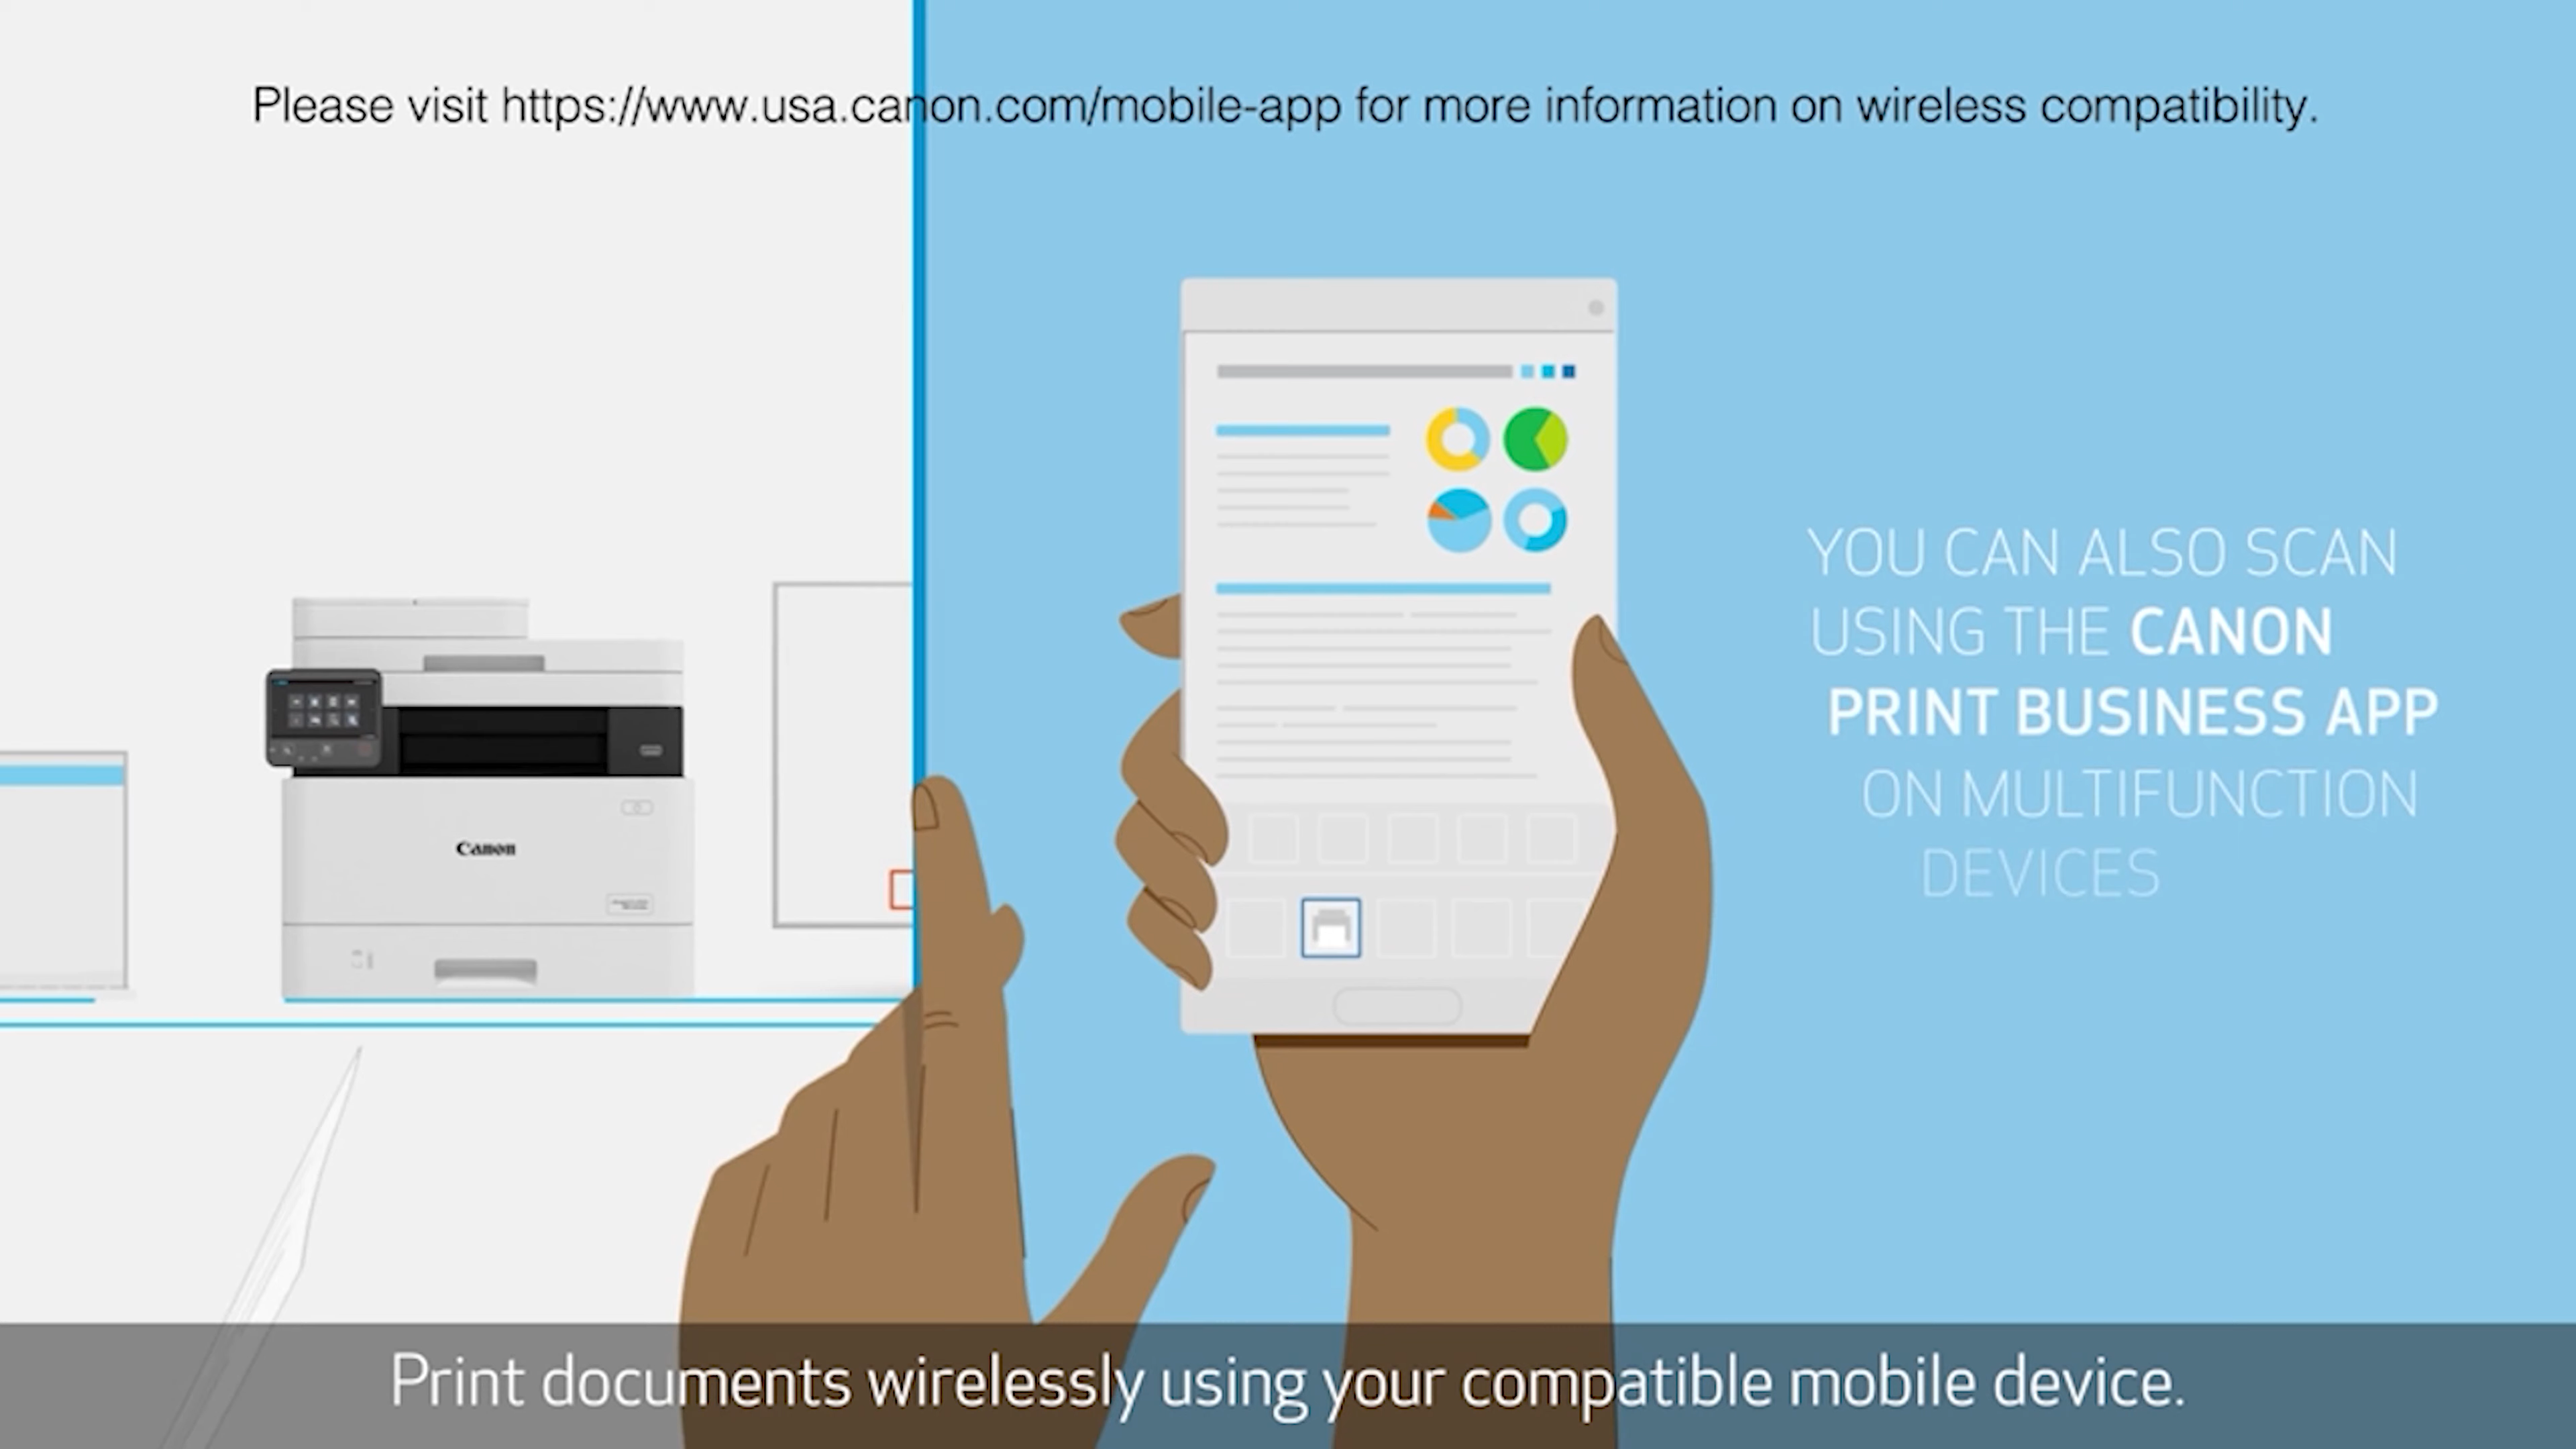 Please visit https://www.usa.canon.com/mobile-app for more information on wireless compatibility.
YOU CAN ALSO SCAN
USING THE CANON
PRINT BUSINESS APP
ON MULTIFUNCTION
DEVICES
Canon
Print documents wirelessly using your compatible mobile device.